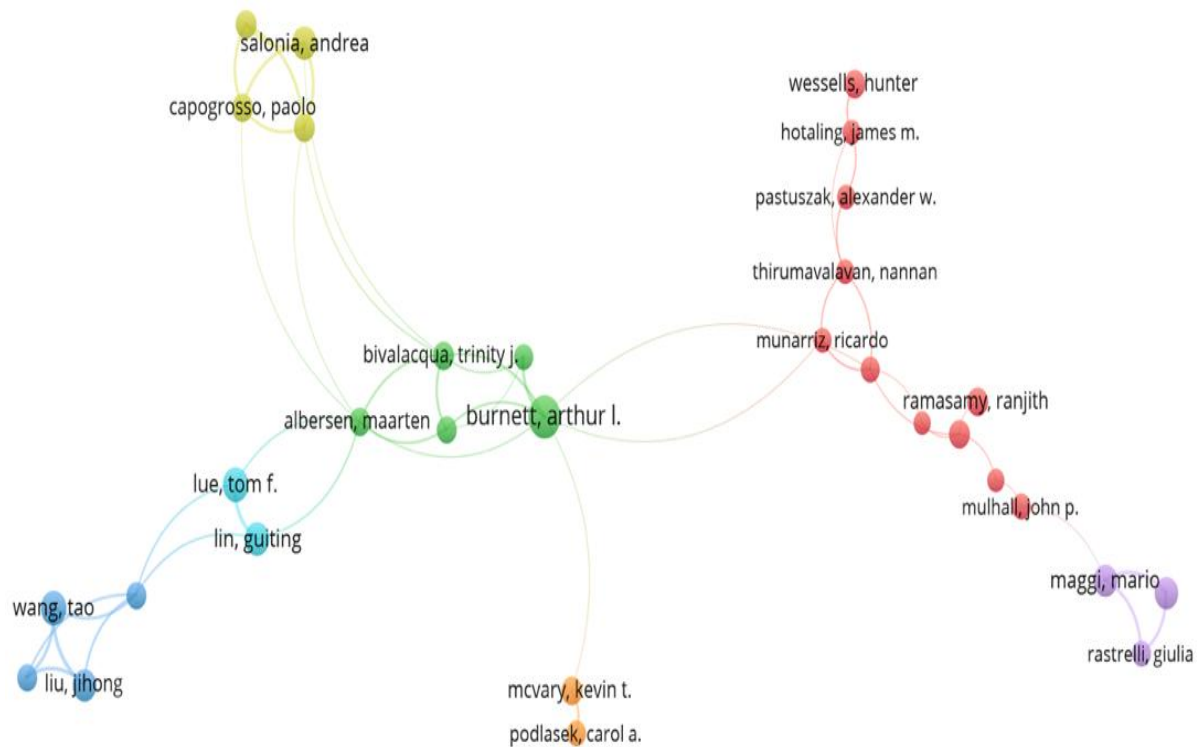 salonia, andrea
capogrosso, paolo
wessells, hunter
hotaling, james m.
pastuszak, alexander w.
thirumavalavan, nannan
munarriz, ricardo
bivalacqua, trinity j.
ramasamy, ranjith
albersen, maarten
burnett, arthur l.
lue, tom f.
mulhall, john p.
lin, guiting
maggi, mario
wang, tao
rastrelli, giulia
liu, jihong
mcvary, kevin t.
podlasek, carol a.